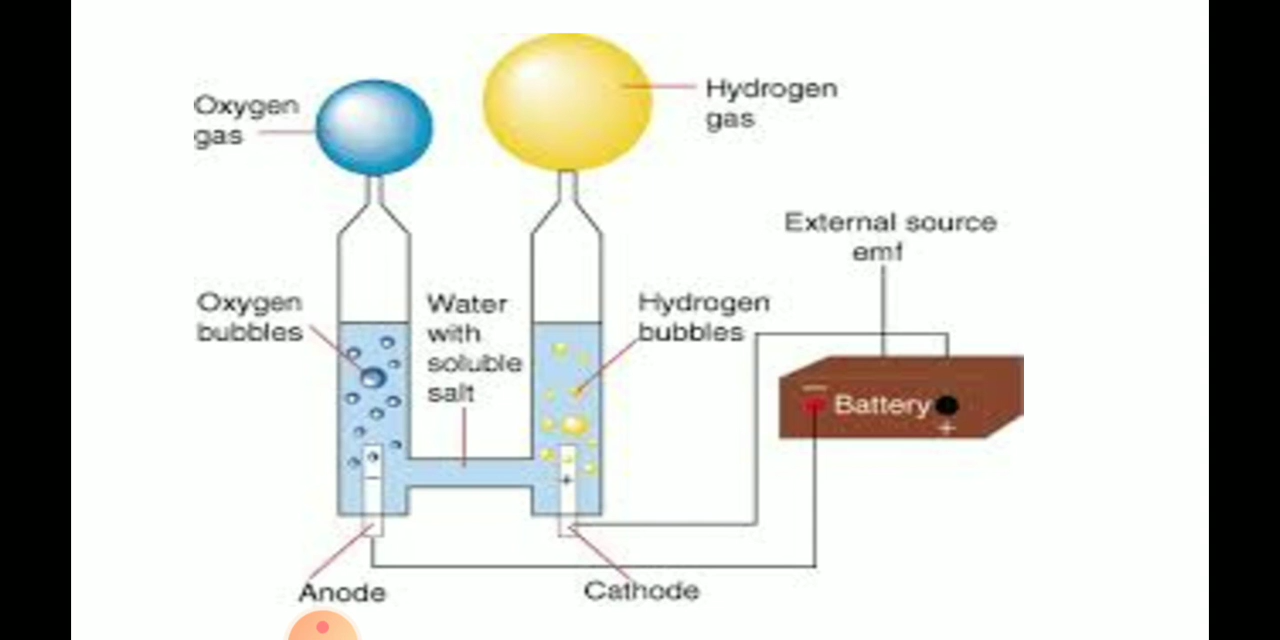 Oxygen
gas
Hydrogen
gas
External source
emf
Oxygen
bubbles
Water
with
soluble
salt
Hydrogen
bubbles
−
Battery
+
−
+
Anode
Cathode